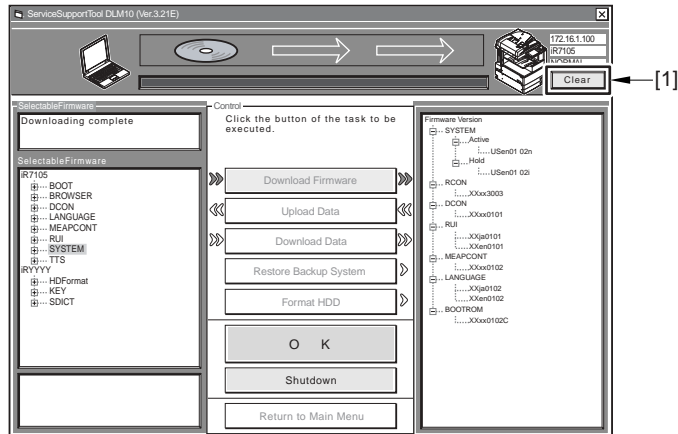 ServiceSupportTool DLM10 (Ver.3.21E)
172.16.1.100
iR7105
NORMAL
Clear
[1]
SelectableFirmware
Downloading complete
SelectableFirmware
iR7105
BOOT
BROWSER
DCON
LANGUAGE
MEAPCONT
RUI
SYSTEM
TTS
iRYYYY
HDFormat
KEY
SDICT
Control
Click the button of the task to be
executed.
Download Firmware
Upload Data
Download Data
Restore Backup System
Format HDD
O K
Shutdown
Return to Main Menu
Firmware Version
SYSTEM
Active
USen01 02n
Hold
USen01 02i
RCON
XXxx3003
DCON
XXxx0101
RUI
XXja0101
XXen0101
MEAPCONT
XXxx0102
LANGUAGE
XXja0102
XXen0102
BOOTROM
XXxx0102C